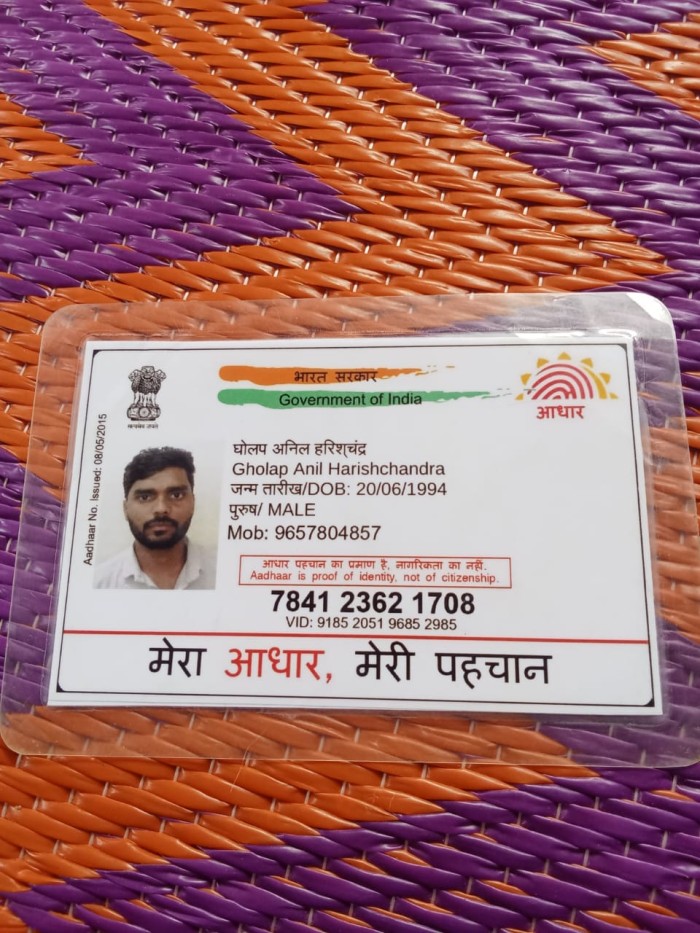 भारत सरकार
Government of India
आधार
Aadhaar No. Issued: 08/05/2015
घोलप अनिल हरिश्चंद्र
Gholap Anil Harishchandra
जन्म तारीख/DOB: 20/06/1994
पुरुष/ MALE
Mob: 9657804857
आधार पहचान का प्रमाण है, नागरिकता का नहीं.
Aadhaar is proof of identity, not of citizenship.
7841 2362 1708
VID: 9185 2051 9685 2985
मेरा आधार, मेरी पहचान